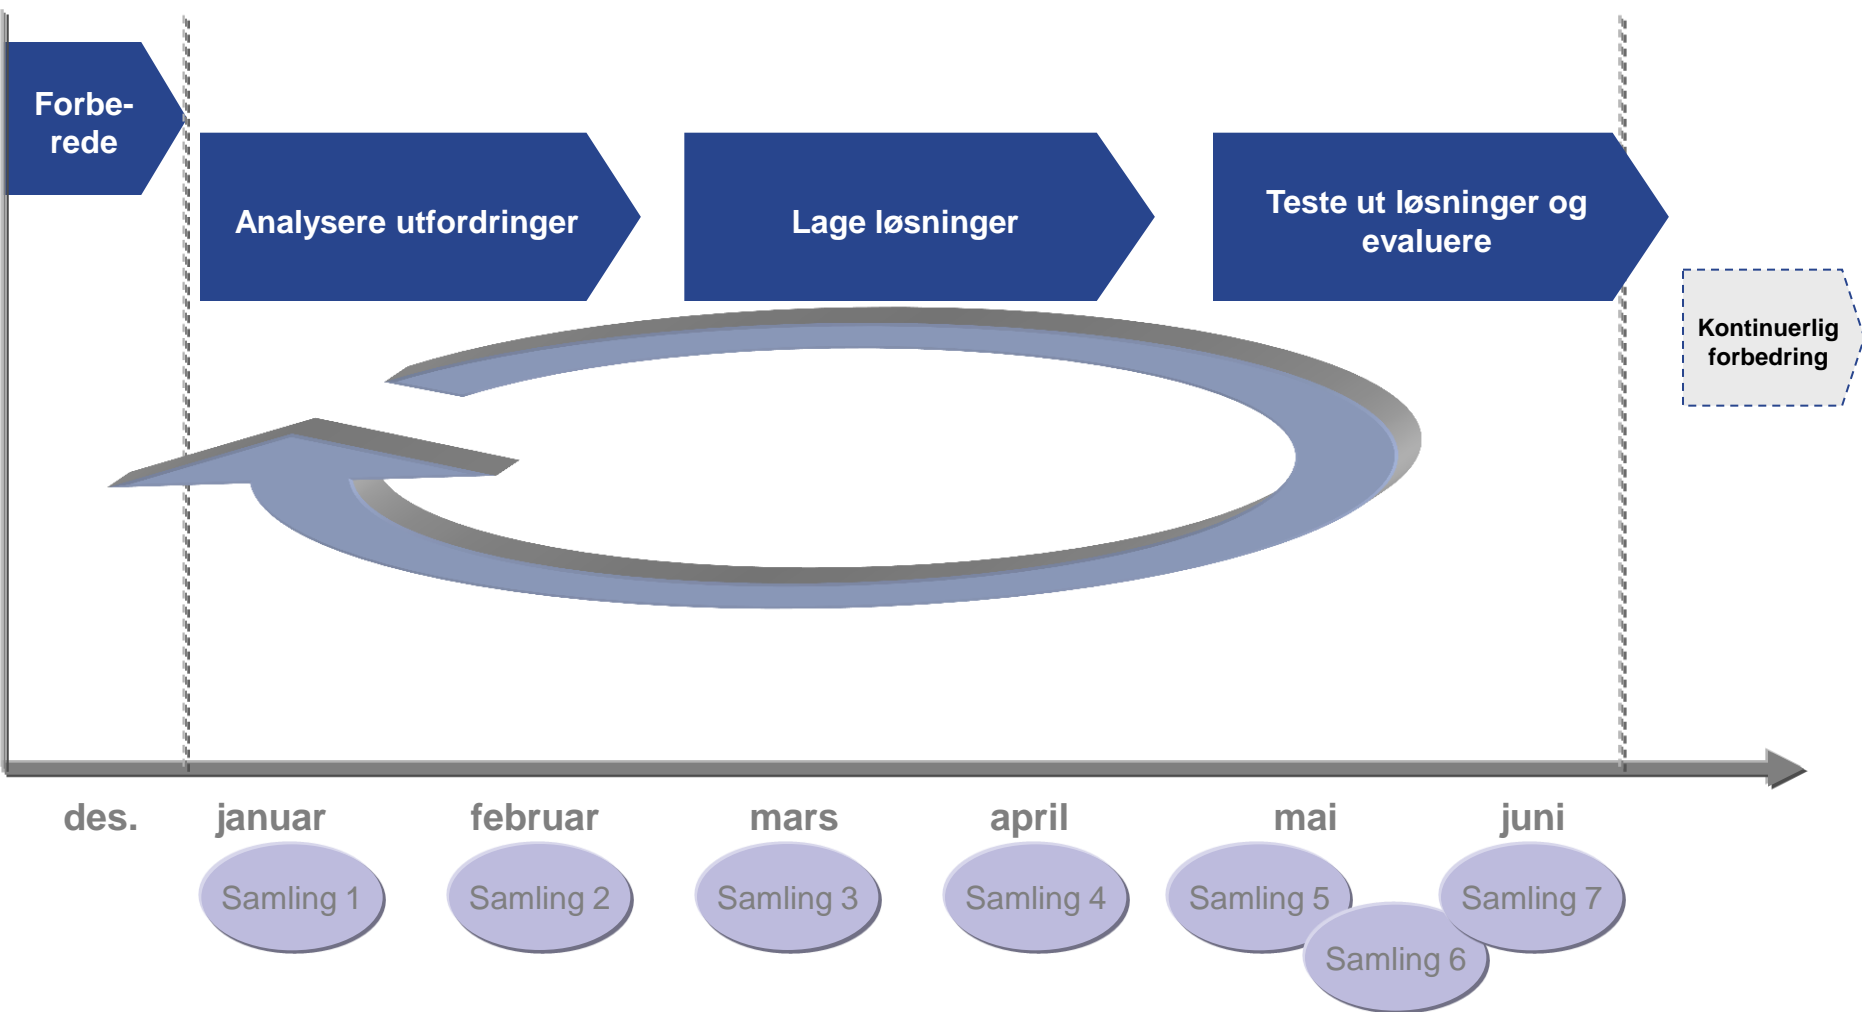 Forbe-
rede
Analysere utfordringer
Lage løsninger
Teste ut løsninger og
evaluere
Kontinuerlig
forbedring
des.
januar
februar
mars
april
mai
juni
Samling 1
Samling 2
Samling 3
Samling 4
Samling 5
Samling 6
Samling 7